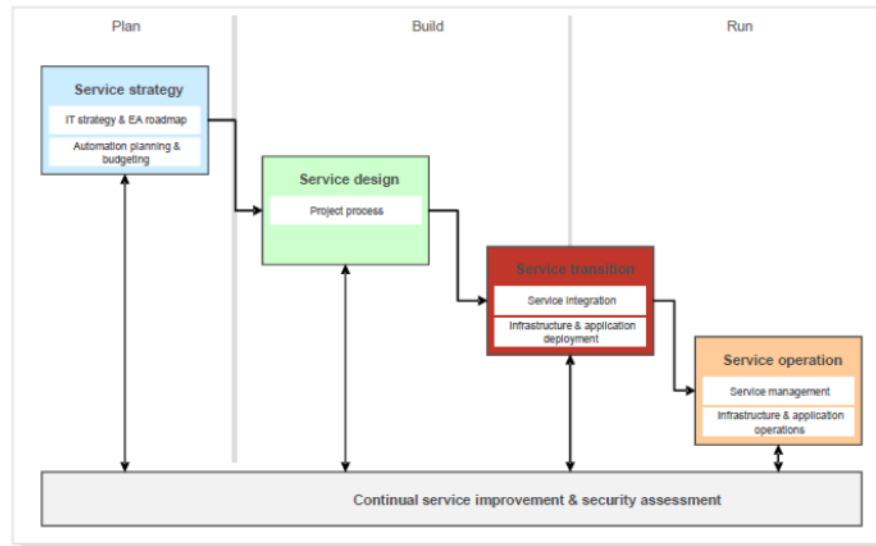 Plan
Build
Run
Service strategy
IT strategy & EA roadmap
Automation planning &
budgeting
Service design
Project process
Service transition
Service integration
Infrastructure & application
deployment
Service operation
Service management
Infrastructure & application
operations
Continual service improvement & security assessment